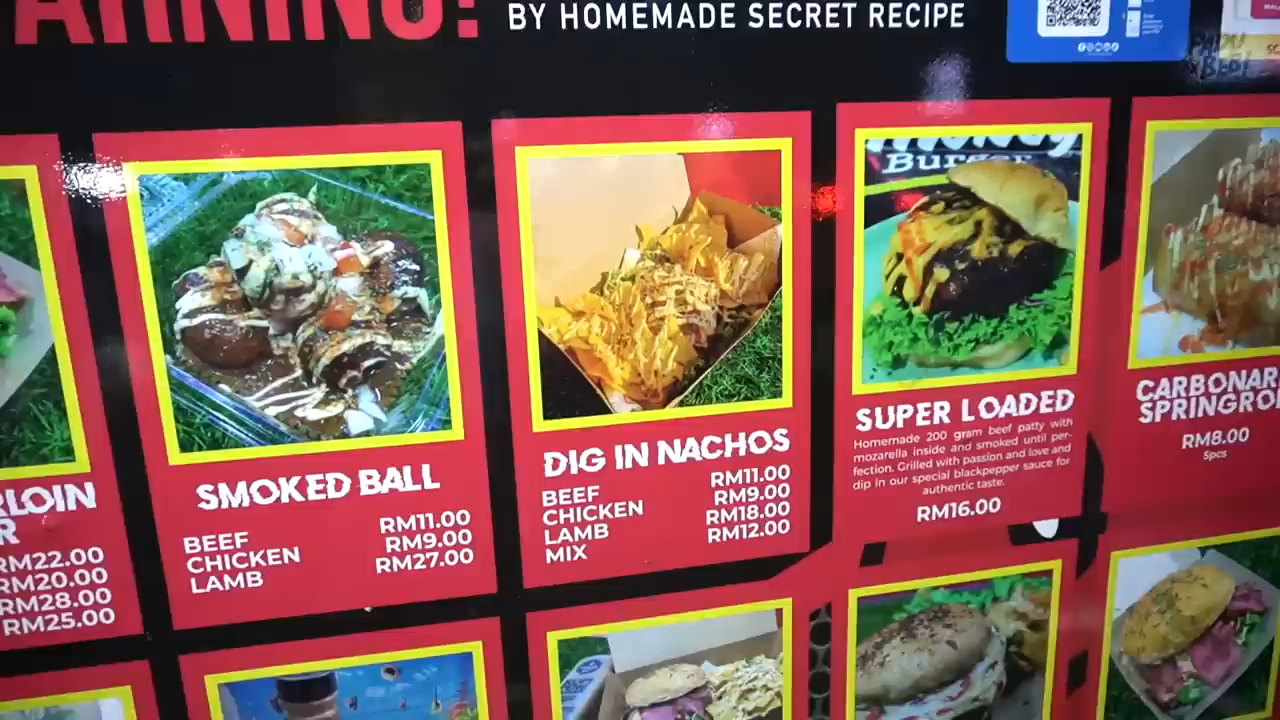 BY HOMEMADE SECRET RECIPE
Burger
SMOKED BALL
BEEF RM11.00
CHICKEN RM9.00
LAMB RM27.00
DIG IN NACHOS
BEEF RM11.00
CHICKEN RM9.00
LAMB RM18.00
MIX RM12.00
SUPER LOADED
Homemade 200 gram beef patty with
mozarella inside and smoked until per-
fection. Grilled with passion and love and
dip in our special blackpepper sauce for
authentic taste.
RM16.00
RM8.00
5pcs
RM22.00
RM20.00
RM28.00
RM25.00